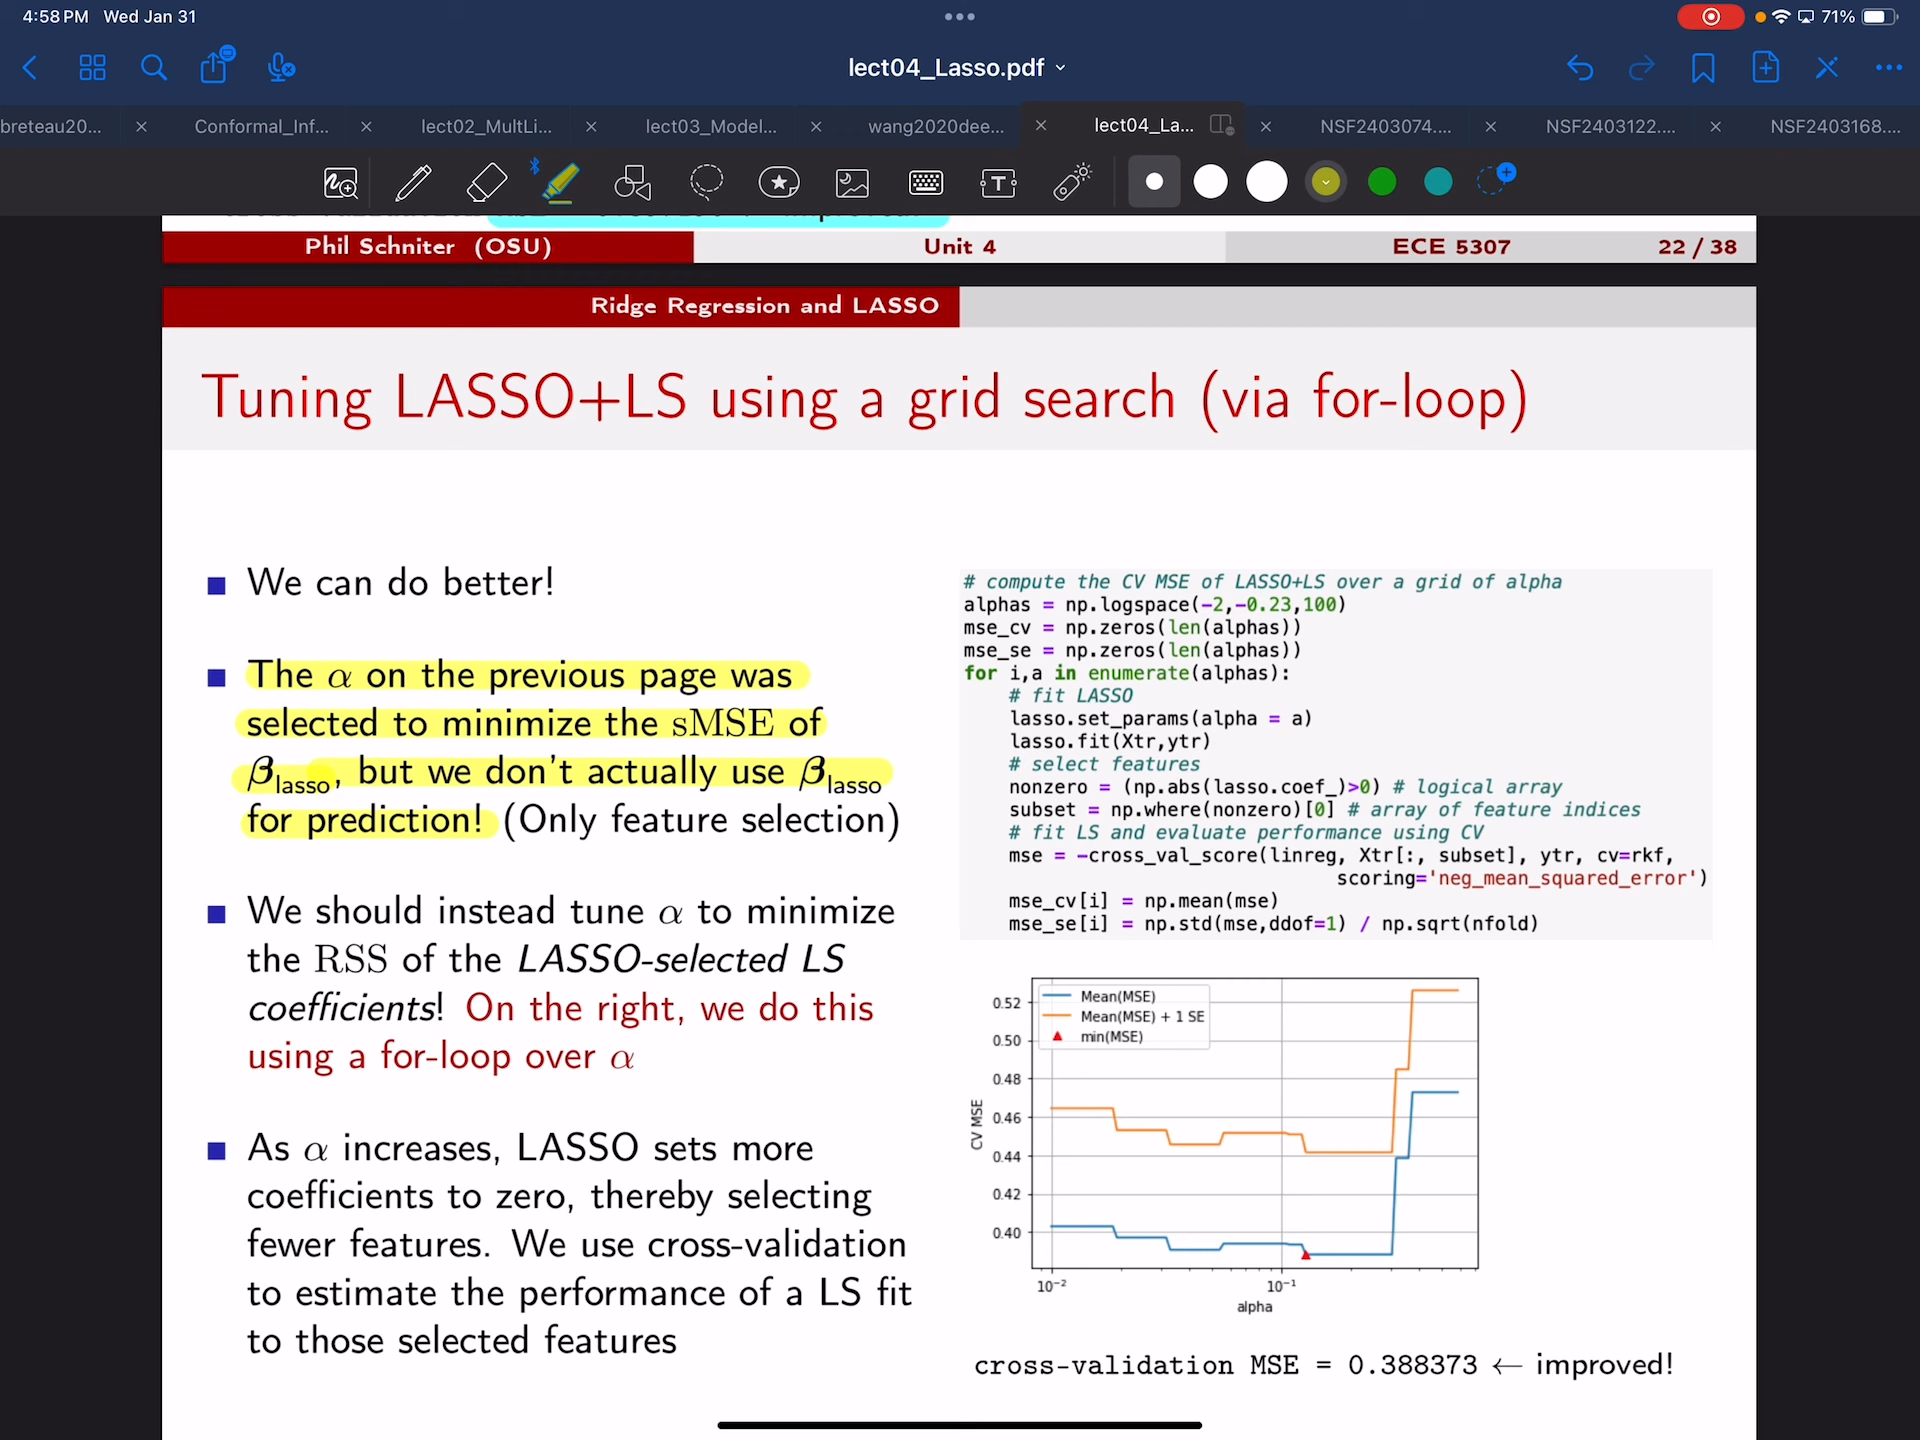 4:58 PM Wed Jan 31
71%
lect04_Lasso.pdf
breteau20...
Conformal_Inf...
lect02_MultLi...
lect03_Model...
wang2020dee...
lect04_La...
NSF2403074....
NSF2403122....
NSF2403168....
Phil Schniter (OSU)
Unit 4
ECE 5307
22 / 38
Ridge Regression and LASSO
Tuning LASSO+LS using a grid search (via for-loop)
We can do better!
The α on the previous page was
selected to minimize the sMSE of
β_lasso, but we don't actually use β_lasso
for prediction! (Only feature selection)
We should instead tune α to minimize
the RSS of the LASSO-selected LS
coefficients! On the right, we do this
using a for-loop over α
As α increases, LASSO sets more
coefficients to zero, thereby selecting
fewer features. We use cross-validation
to estimate the performance of a LS fit
to those selected features
# compute the CV MSE of LASSO+LS over a grid of alpha
alphas = np.logspace(-2,-0.23,100)
mse_cv = np.zeros(len(alphas))
mse_se = np.zeros(len(alphas))
for i,a in enumerate(alphas):
# fit LASSO
lasso.set_params(alpha = a)
lasso.fit(Xtr,ytr)
# select features
nonzero = (np.abs(lasso.coef_)>0) # logical array
subset = np.where(nonzero)[0] # array of feature indices
# fit LS and evaluate performance using CV
mse = -cross_val_score(linreg, Xtr[:, subset], ytr, cv=rkf,
scoring='neg_mean_squared_error')
mse_cv[i] = np.mean(mse)
mse_se[i] = np.std(mse,ddof=1) / np.sqrt(nfold)
Mean(MSE)
Mean(MSE) + 1 SE
min(MSE)
0.52
0.50
0.48
0.46
0.44
0.42
0.40
CV MSE
10⁻²
10⁻¹
alpha
cross-validation MSE = 0.388373 ← improved!